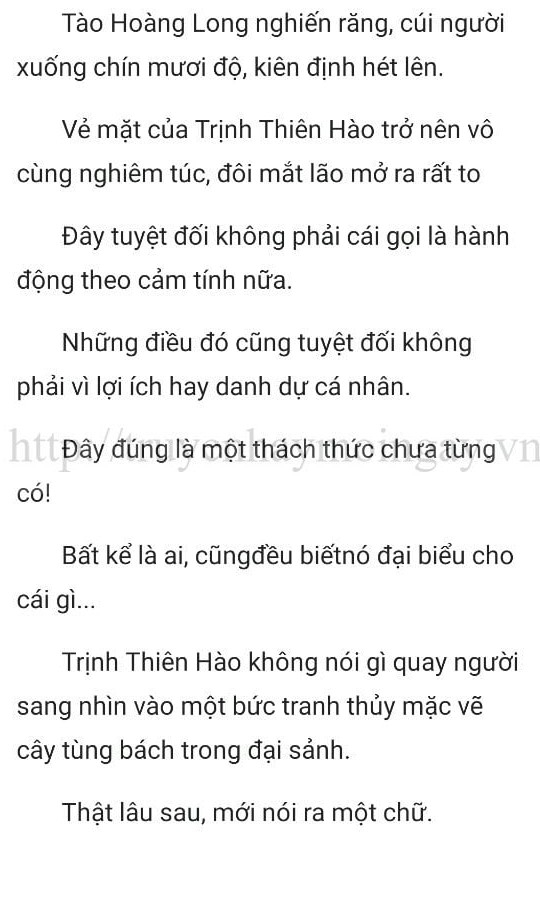 Tào Hoàng Long nghiến răng, cúi người
xuống chín mươi độ, kiên định hét lên.
Vẻ mặt của Trịnh Thiên Hào trở nên vô
cùng nghiêm túc, đôi mắt lão mở ra rất to
Đây tuyệt đối không phải cái gọi là hành
động theo cảm tính nữa.
Những điều đó cũng tuyệt đối không
phải vì lợi ích hay danh dự cá nhân.
http://truyenhaymoingay.vn
Đây đúng là một thách thức chưa từng
có!
Bất kể là ai, cũngđều biếtnó đại biểu cho
cái gì...
Trịnh Thiên Hào không nói gì quay người
sang nhìn vào một bức tranh thủy mặc vẽ
cây tùng bách trong đại sảnh.
Thật lâu sau, mới nói ra một chữ.